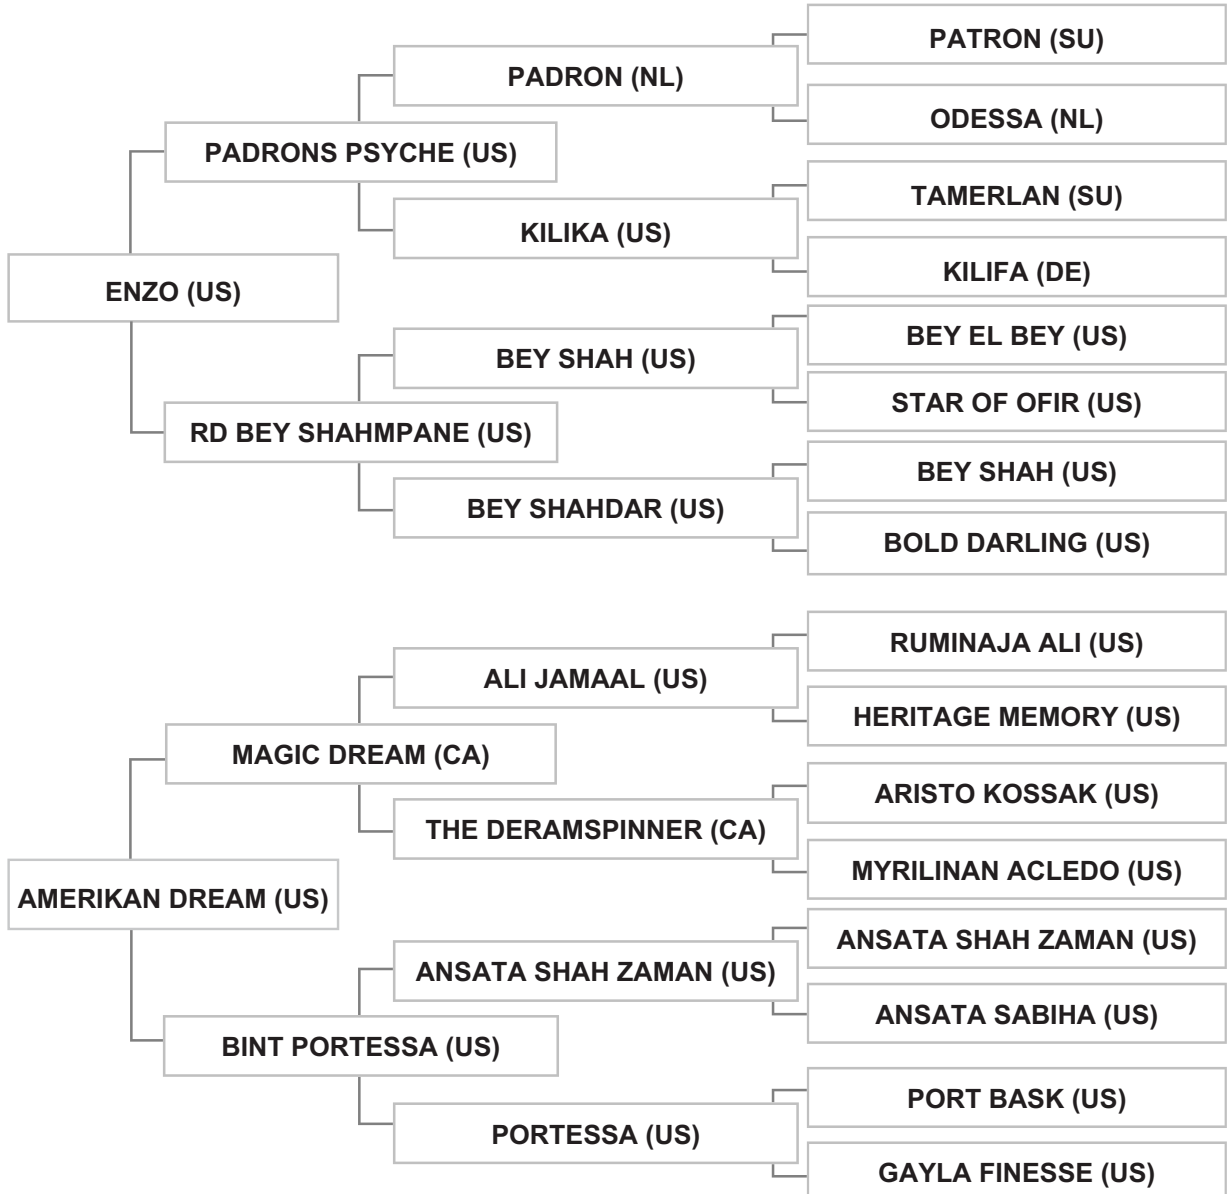 PATRON (SU)
PADRON (NL)
ODESSA (NL)
PADRONS PSYCHE (US)
TAMERLAN (SU)
KILIKA (US)
KILIFA (DE)
ENZO (US)
BEY EL BEY (US)
BEY SHAH (US)
STAR OF OFIR (US)
RD BEY SHAHMPANE (US)
BEY SHAH (US)
BEY SHAHDAR (US)
BOLD DARLING (US)
RUMINAJA ALI (US)
ALI JAMAAL (US)
HERITAGE MEMORY (US)
MAGIC DREAM (CA)
ARISTO KOSSAK (US)
THE DERAMSPINNER (CA)
MYRILINAN ACLEDO (US)
AMERIKAN DREAM (US)
ANSATA SHAH ZAMAN (US)
ANSATA SHAH ZAMAN (US)
ANSATA SABIHA (US)
BINT PORTESSA (US)
PORT BASK (US)
PORTESSA (US)
GAYLA FINESSE (US)